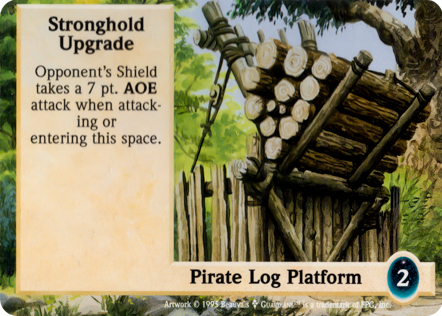 Stronghold
Upgrade
Opponent's Shield
takes a 7 pt. AOE
attack when attack-
ing or
entering this space.
Pirate Log Platform
2
Artwork © 1995 Beauvais Guardians™ is a trademark of FPG, Inc.